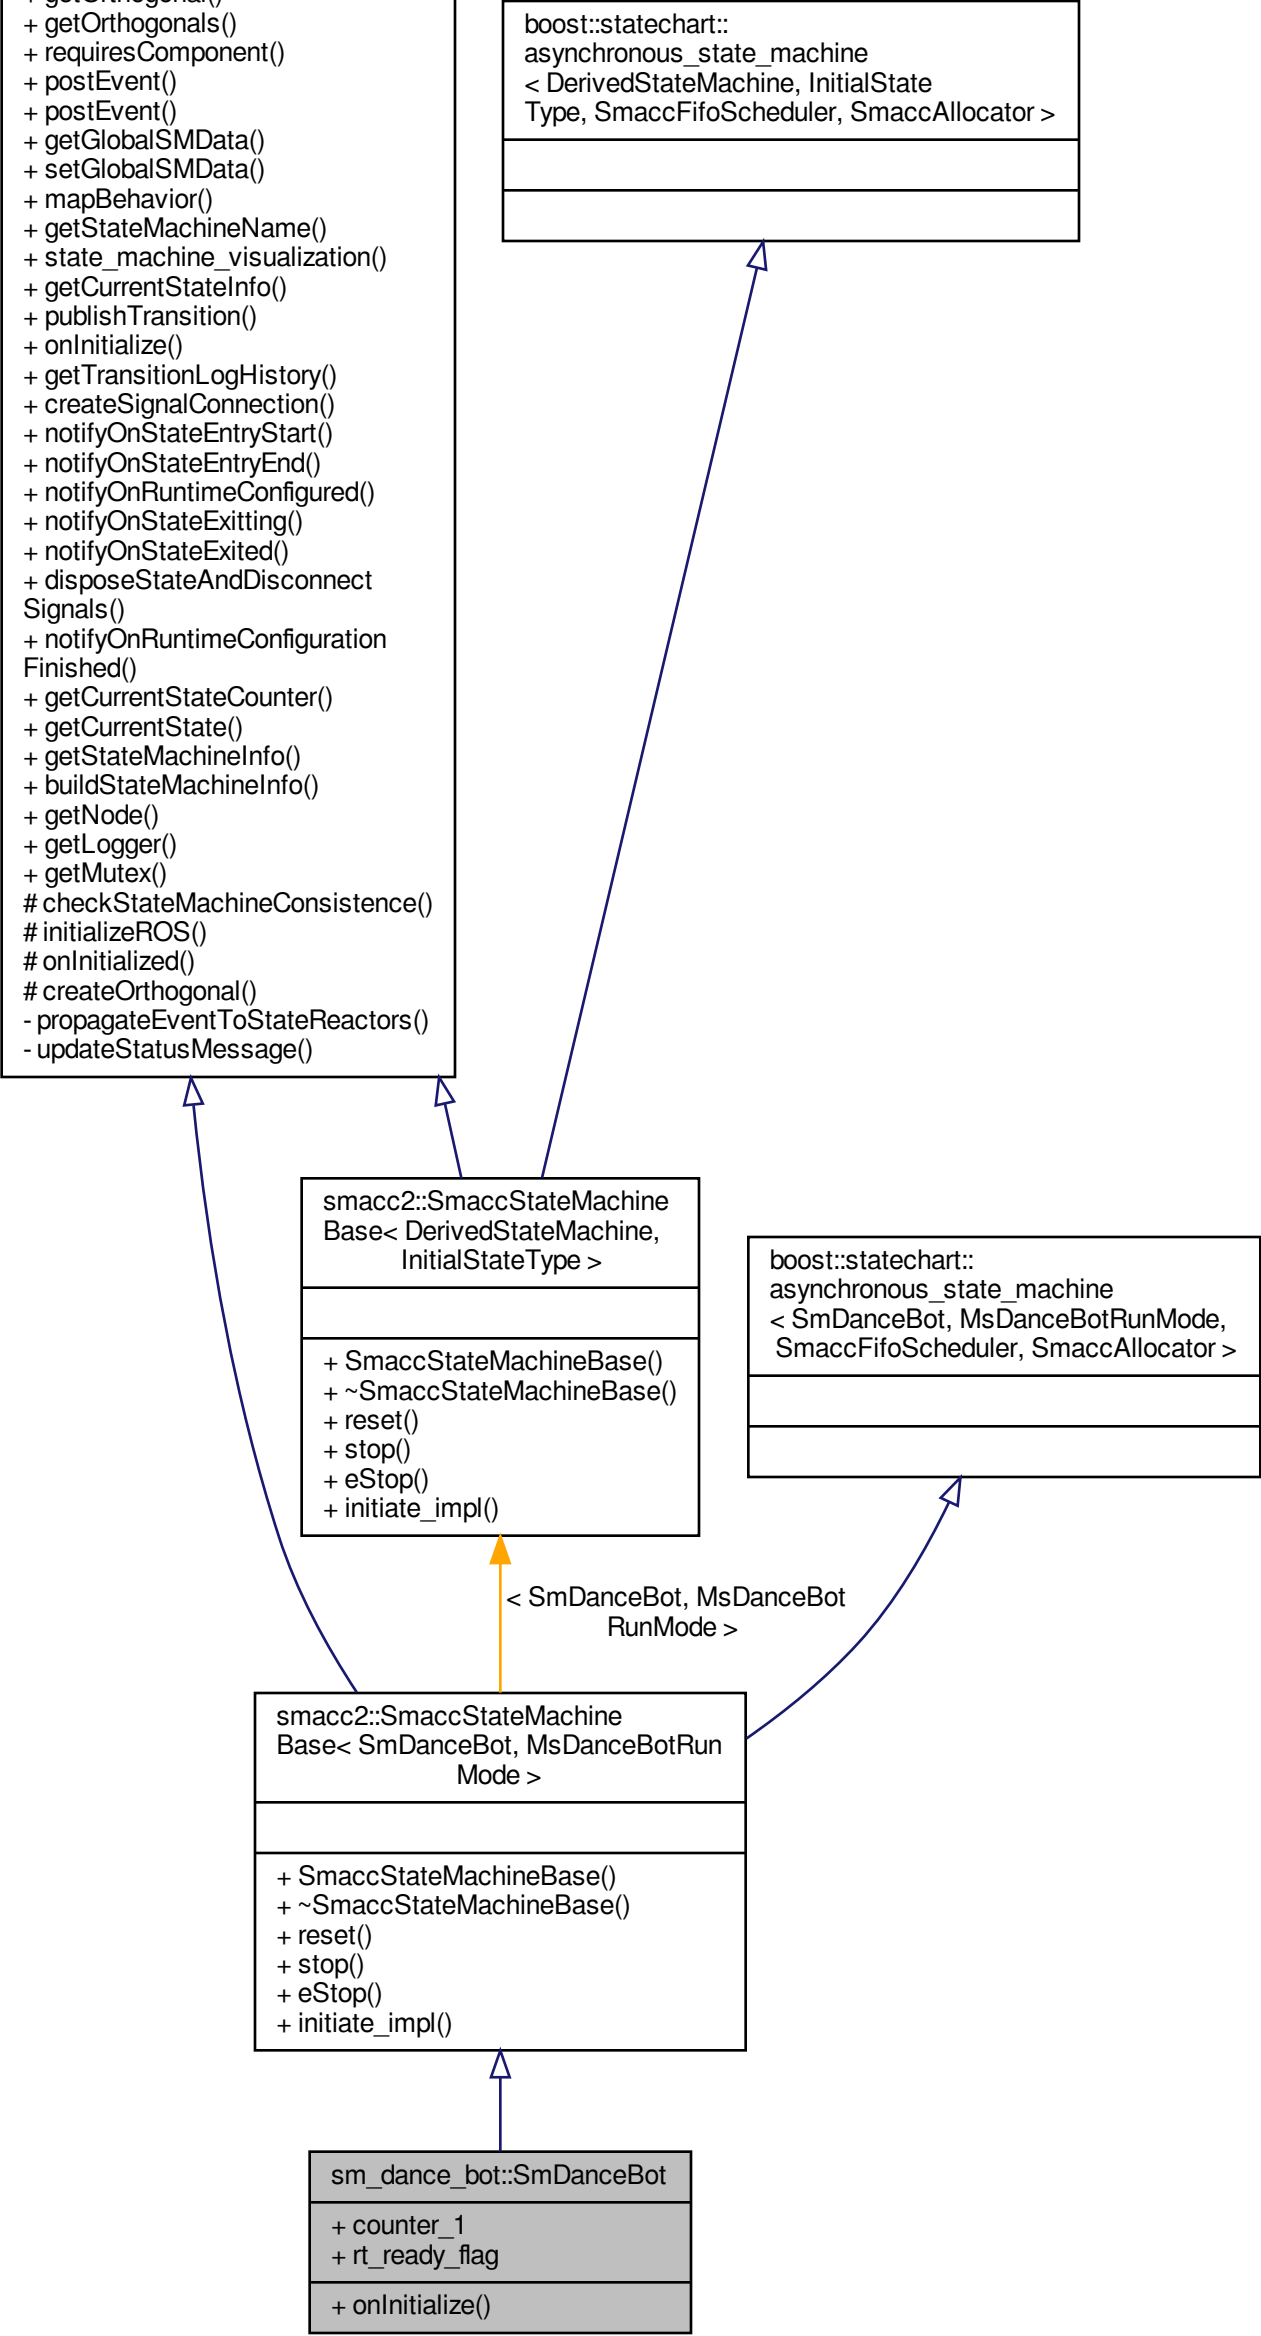 + getOrthogonal()
+ getOrthogonals()
+ requiresComponent()
+ postEvent()
+ postEvent()
+ getGlobalSMData()
+ setGlobalSMData()
+ mapBehavior()
+ getStateMachineName()
+ state_machine_visualization()
+ getCurrentStateInfo()
+ publishTransition()
+ onInitialize()
+ getTransitionLogHistory()
+ createSignalConnection()
+ notifyOnStateEntryStart()
+ notifyOnStateEntryEnd()
+ notifyOnRuntimeConfigured()
+ notifyOnStateExitting()
+ notifyOnStateExited()
+ disposeStateAndDisconnect
Signals()
+ notifyOnRuntimeConfiguration
Finished()
+ getCurrentStateCounter()
+ getCurrentState()
+ getStateMachineInfo()
+ buildStateMachineInfo()
+ getNode()
+ getLogger()
+ getMutex()
# checkStateMachineConsistence()
# initializeROS()
# onInitialized()
# createOrthogonal()
- propagateEventToStateReactors()
- updateStatusMessage()
boost::statechart::
asynchronous_state_machine
< DerivedStateMachine, InitialState
Type, SmaccFifoScheduler, SmaccAllocator >
smacc2::SmaccStateMachine
Base< DerivedStateMachine,
InitialStateType >
+ SmaccStateMachineBase()
+ ~SmaccStateMachineBase()
+ reset()
+ stop()
+ eStop()
+ initiate_impl()
boost::statechart::
asynchronous_state_machine
< SmDanceBot, MsDanceBotRunMode,
SmaccFifoScheduler, SmaccAllocator >
< SmDanceBot, MsDanceBot
RunMode >
smacc2::SmaccStateMachine
Base< SmDanceBot, MsDanceBotRun
Mode >
+ SmaccStateMachineBase()
+ ~SmaccStateMachineBase()
+ reset()
+ stop()
+ eStop()
+ initiate_impl()
sm_dance_bot::SmDanceBot
+ counter_1
+ rt_ready_flag
+ onInitialize()